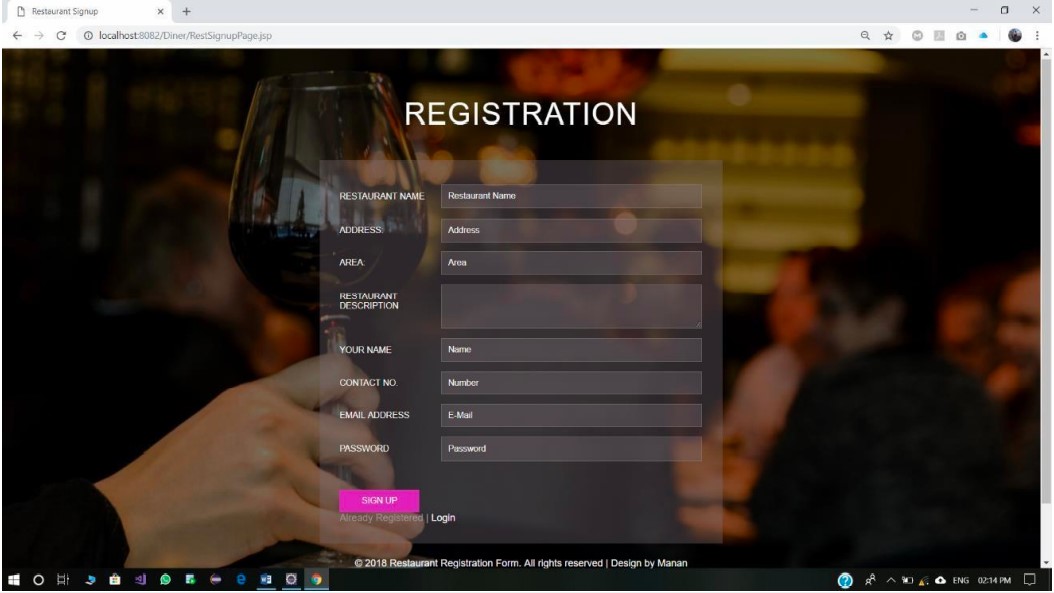 Restaurant Signup
localhost:8082/Diner/RestSignupPage.jsp
REGISTRATION
RESTAURANT NAME Restaurant Name
ADDRESS: Address
AREA: Area
RESTAURANT
DESCRIPTION
YOUR NAME Name
CONTACT NO. Number
EMAIL ADDRESS E-Mail
PASSWORD Password
SIGN UP
Already Registered | Login
© 2018 Restaurant Registration Form. All rights reserved | Design by Manan
ENG 02:14 PM